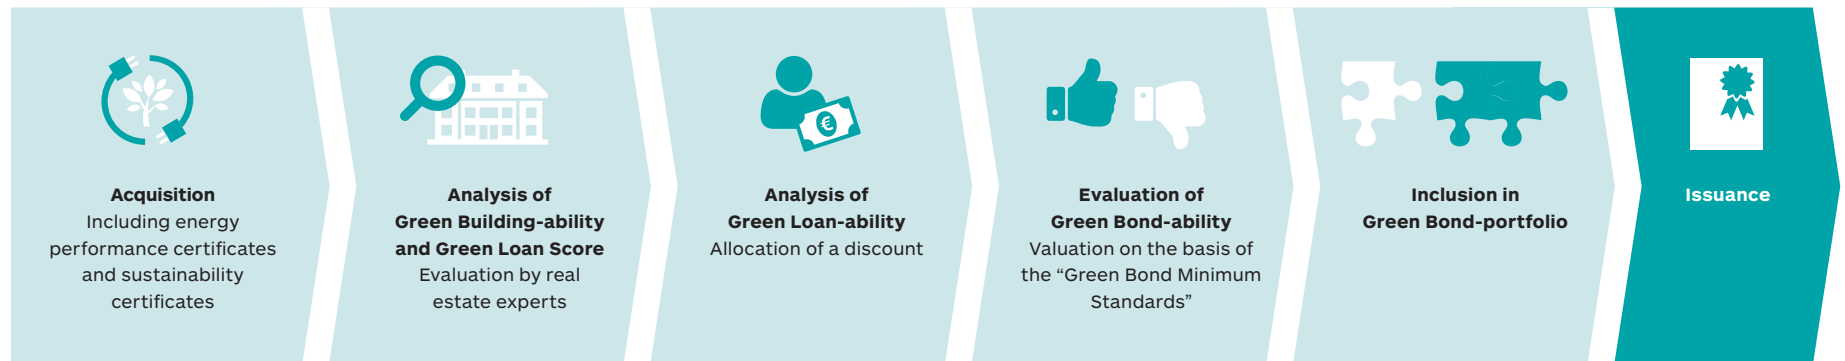 Acquisition
Including energy
performance certificates
and sustainability
certificates
Analysis of
Green Building-ability
and Green Loan Score
Evaluation by real
estate experts
Analysis of
Green Loan-ability
Allocation of a discount
€
Evaluation of
Green Bond-ability
Valuation on the basis of
the “Green Bond Minimum
Standards”
Inclusion in
Green Bond-portfolio
Issuance